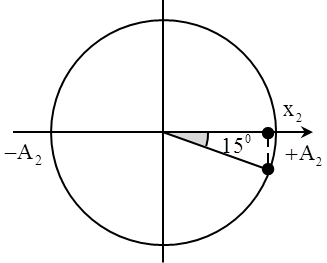 x₂
15⁰
–A₂
+A₂